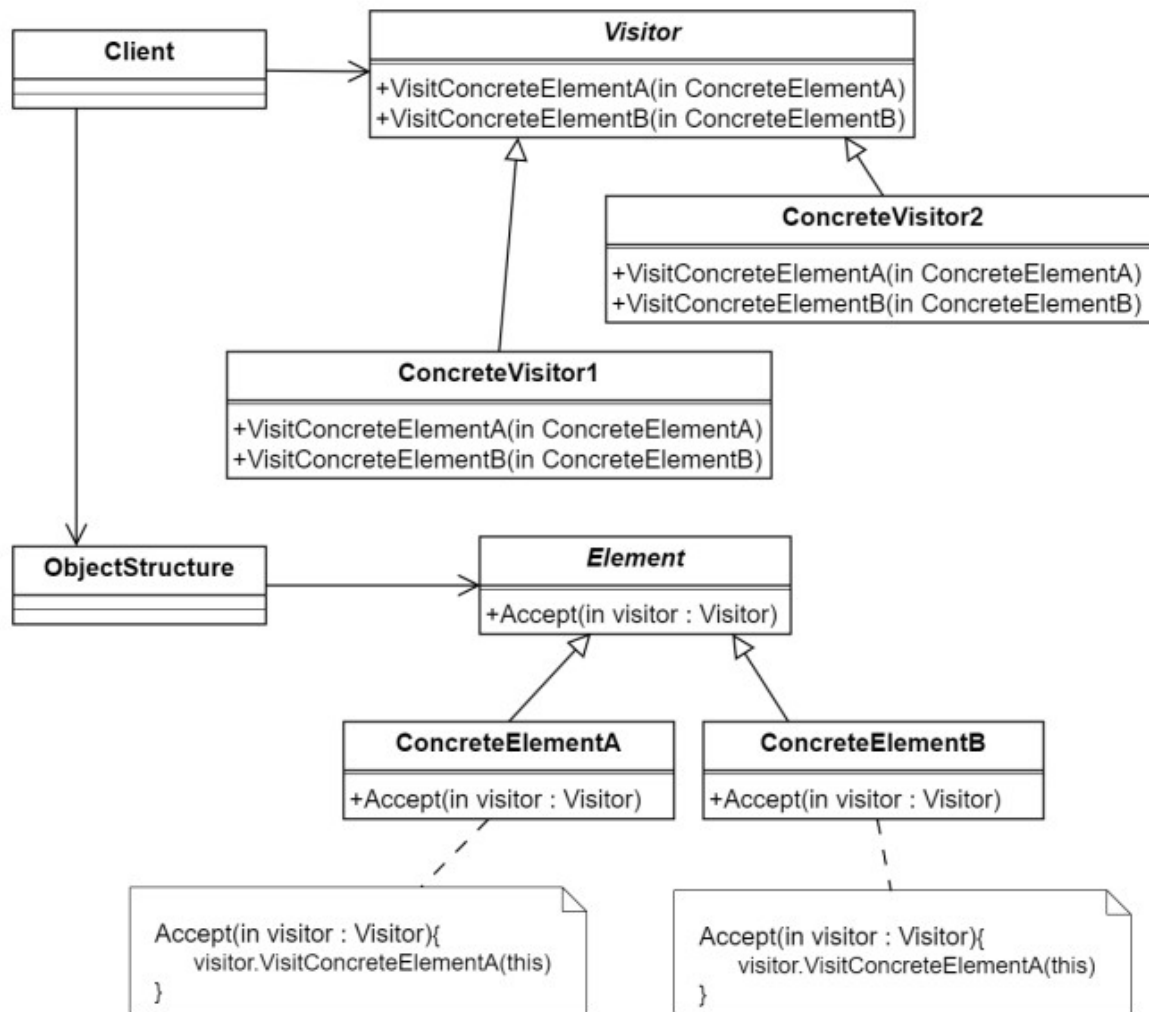 Client
Visitor
+VisitConcreteElementA(in ConcreteElementA)
+VisitConcreteElementB(in ConcreteElementB)
ConcreteVisitor2
+VisitConcreteElementA(in ConcreteElementA)
+VisitConcreteElementB(in ConcreteElementB)
ConcreteVisitor1
+VisitConcreteElementA(in ConcreteElementA)
+VisitConcreteElementB(in ConcreteElementB)
ObjectStructure
Element
+Accept(in visitor : Visitor)
ConcreteElementA
+Accept(in visitor : Visitor)
ConcreteElementB
+Accept(in visitor : Visitor)
Accept(in visitor : Visitor){
visitor.VisitConcreteElementA(this)
}
Accept(in visitor : Visitor){
visitor.VisitConcreteElementA(this)
}